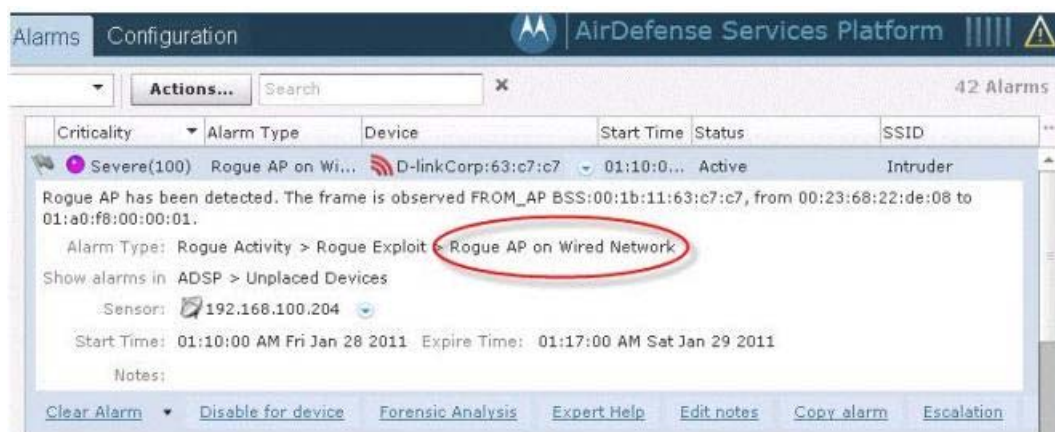 Alarms Configuration AirDefense Services Platform
Actions... Search 42 Alarms
Criticality Alarm Type Device Start Time Status SSID
Severe(100) Rogue AP on Wi... D-linkCorp:63:c7:c7 01:10:0... Active Intruder
Rogue AP has been detected. The frame is observed FROM_AP BSS:00:1b:11:63:c7:c7, from 00:23:68:22:de:08 to
01:a0:f8:00:00:01.
Alarm Type: Rogue Activity > Rogue Exploit > Rogue AP on Wired Network
Show alarms in ADSP > Unplaced Devices
Sensor: 192.168.100.204
Start Time: 01:10:00 AM Fri Jan 28 2011 Expire Time: 01:17:00 AM Sat Jan 29 2011
Notes:
Clear Alarm Disable for device Forensic Analysis Expert Help Edit notes Copy alarm Escalation